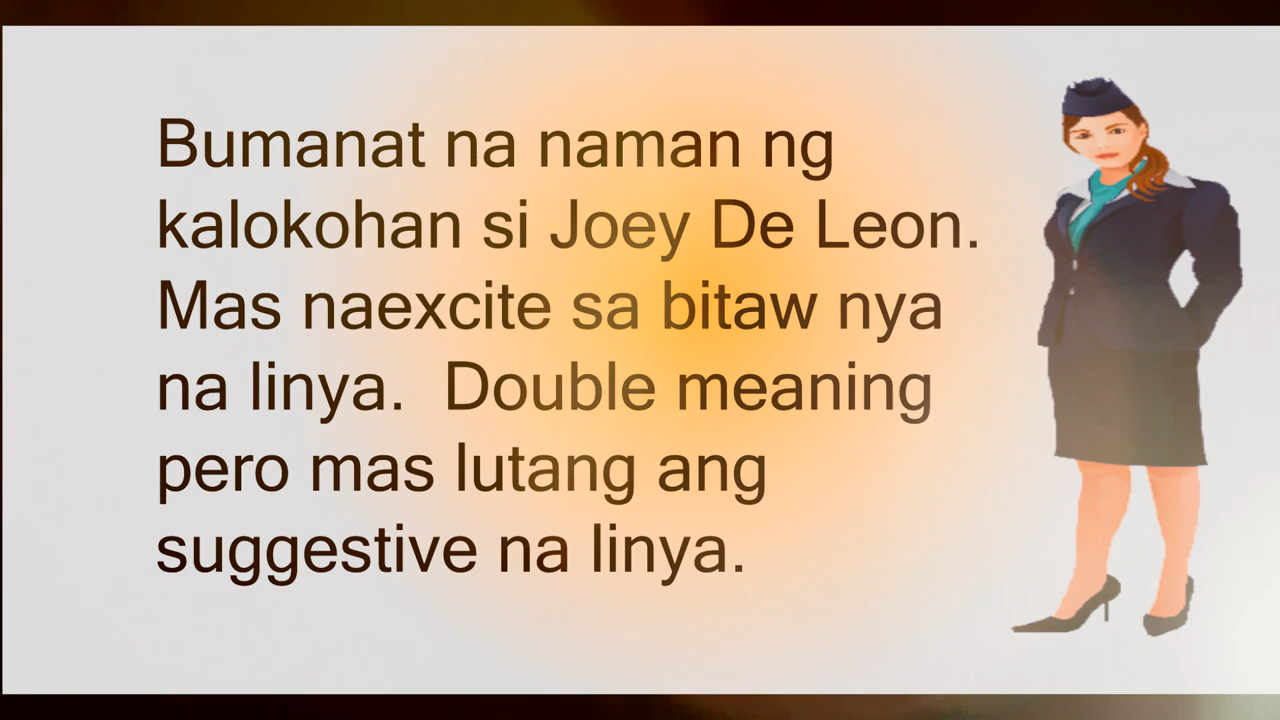 Bumanat na naman ng
kalokohan si Joey De Leon.
Mas naexcite sa bitaw nya
na linya.  Double meaning
pero mas lutang ang
suggestive na linya.